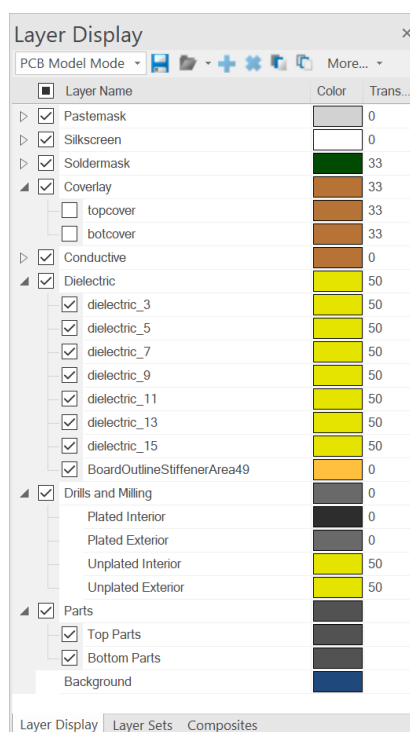 Layer Display
PCB Model Mode More...
Layer Name Color Trans...
Pastemask 0
Silkscreen 0
Soldermask 33
Coverlay 33
topcover 33
botcover 33
Conductive 0
Dielectric 50
dielectric_3 50
dielectric_5 50
dielectric_7 50
dielectric_9 50
dielectric_11 50
dielectric_13 50
dielectric_15 50
BoardOutlineStiffenerArea49 0
Drills and Milling 0
Plated Interior 0
Plated Exterior 0
Unplated Interior 50
Unplated Exterior 50
Parts
Top Parts
Bottom Parts
Background
Layer Display Layer Sets Composites